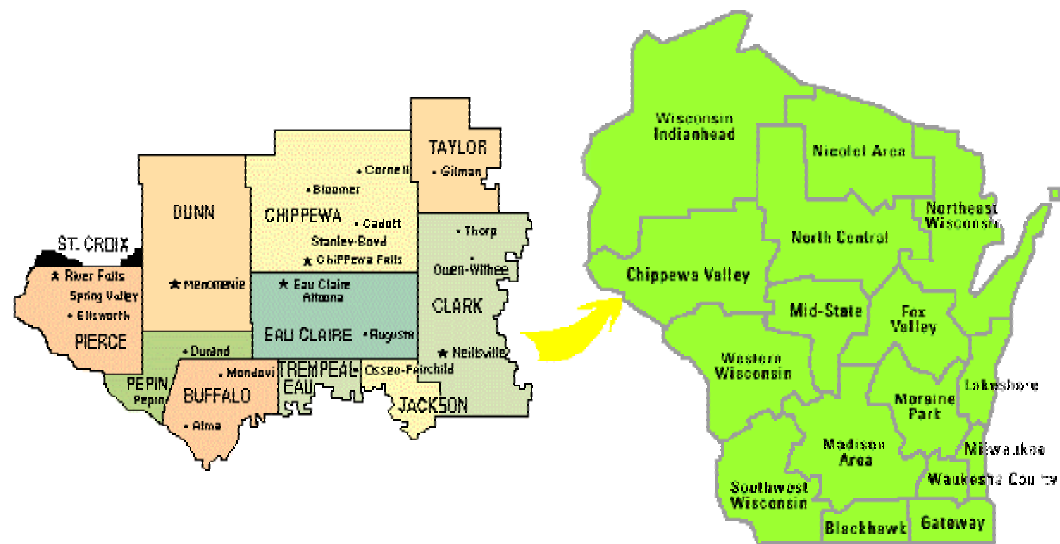 TAYLOR
Gilman
Cornell
Bloomer
CHIPPEWA
Cadott
Stanley-Boyd
Chippewa Falls
DUNN
Menomonie
ST. CROIX
River Falls
Spring Valley
Ellsworth
PIERCE
Thorp
Owen-Withee
CLARK
Neillsville
Eau Claire
Altoona
EAU CLAIRE
Augusta
Durand
PEPIN
Pepin
Mondovi
BUFFALO
Alma
TREMPEAL-
EAU
Osseo-Fairchild
JACKSON
Wisconsin
Indianhead
Nicolet Area
Northeast
Wisconsin
North Central
Chippewa Valley
Mid-State
Fox
Valley
Western
Wisconsin
Lakeshore
Moraine
Park
Madison
Area
Milwaukee
Waukesha County
Southwest
Wisconsin
Blackhawk
Gateway